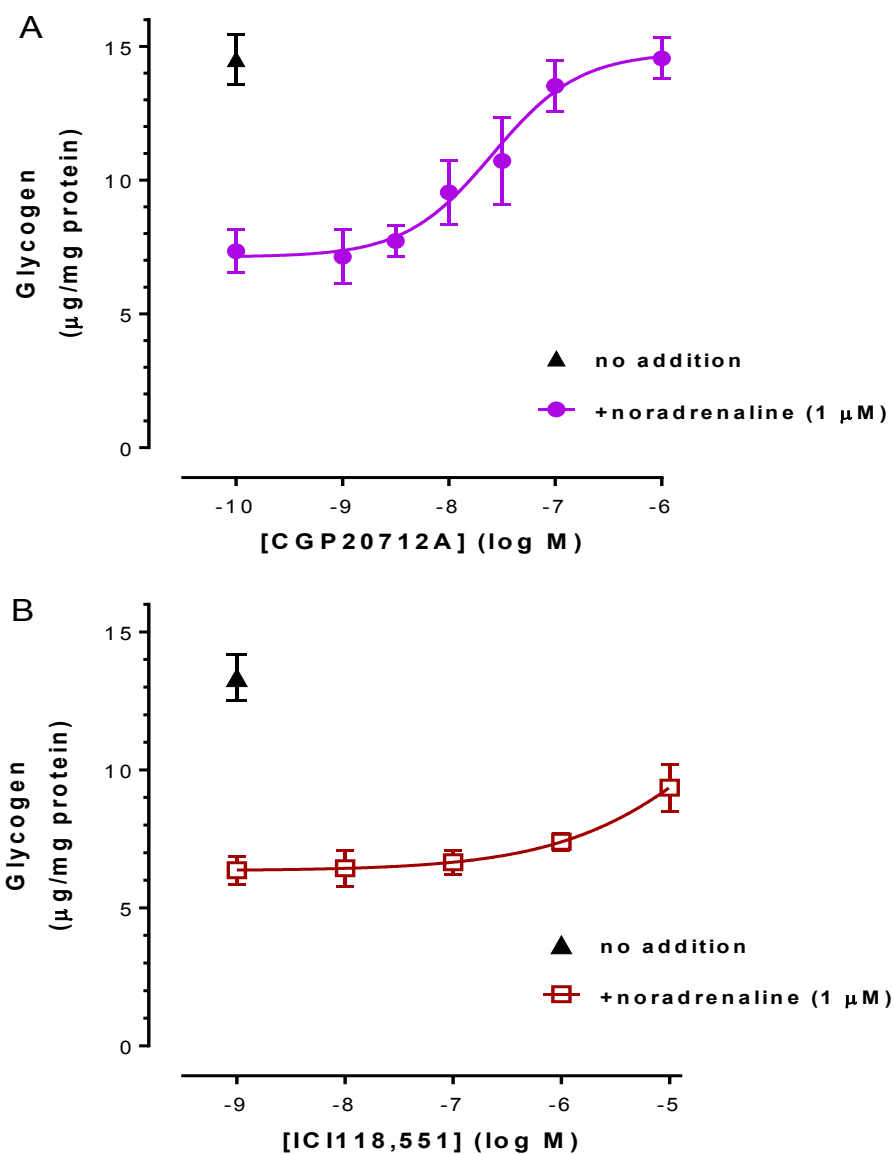 A
15
10
5
0
Glycogen
(μg/mg protein)
no addition
+noradrenaline (1 μM)
-10 -9 -8 -7 -6
[CGP20712A] (log M)
B
15
10
5
0
Glycogen
(μg/mg protein)
no addition
+noradrenaline (1 μM)
-9 -8 -7 -6 -5
[ICI118,551] (log M)